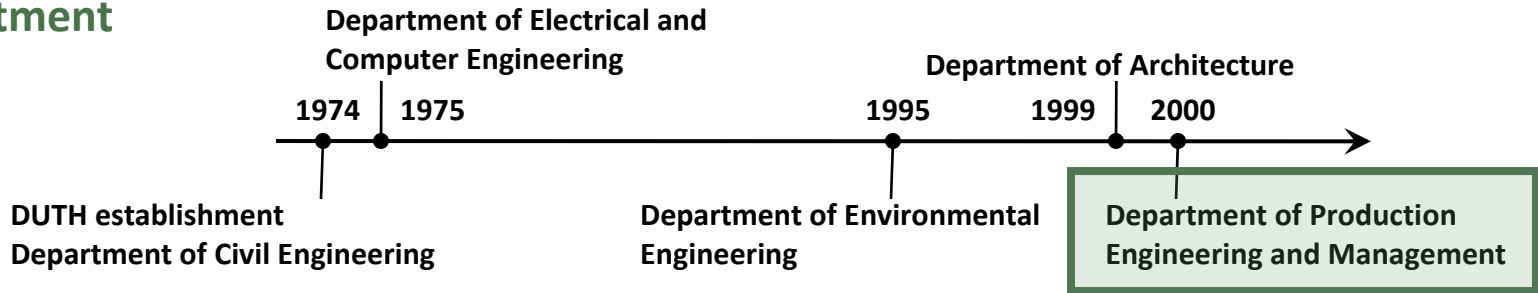 Department of Electrical and
Computer Engineering
Department of Architecture
1974 1975 1995 1999 2000
DUTH establishment
Department of Civil Engineering
Department of Environmental
Engineering
Department of Production
Engineering and Management